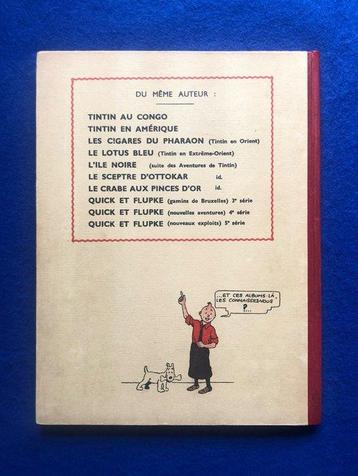 DU MÊME AUTEUR :
TINTIN AU CONGO
TINTIN EN AMÉRIQUE
LES CIGARES DU PHARAON (Tintin en Orient)
LE LOTUS BLEU (Tintin en Extrême-Orient)
L'ILE NOIRE (suite des Aventures de Tintin)
LE SCEPTRE D'OTTOKAR id.
LE CRABE AUX PINCES D'OR id.
QUICK ET FLUPKE (gamins de Bruxelles) 3e série
QUICK ET FLUPKE (nouvelles aventures) 4e série
QUICK ET FLUPKE (nouveaux exploits) 5e série
...ET CES ALBUMS-LÀ,
LES CONNAISSEZ-VOUS
?...